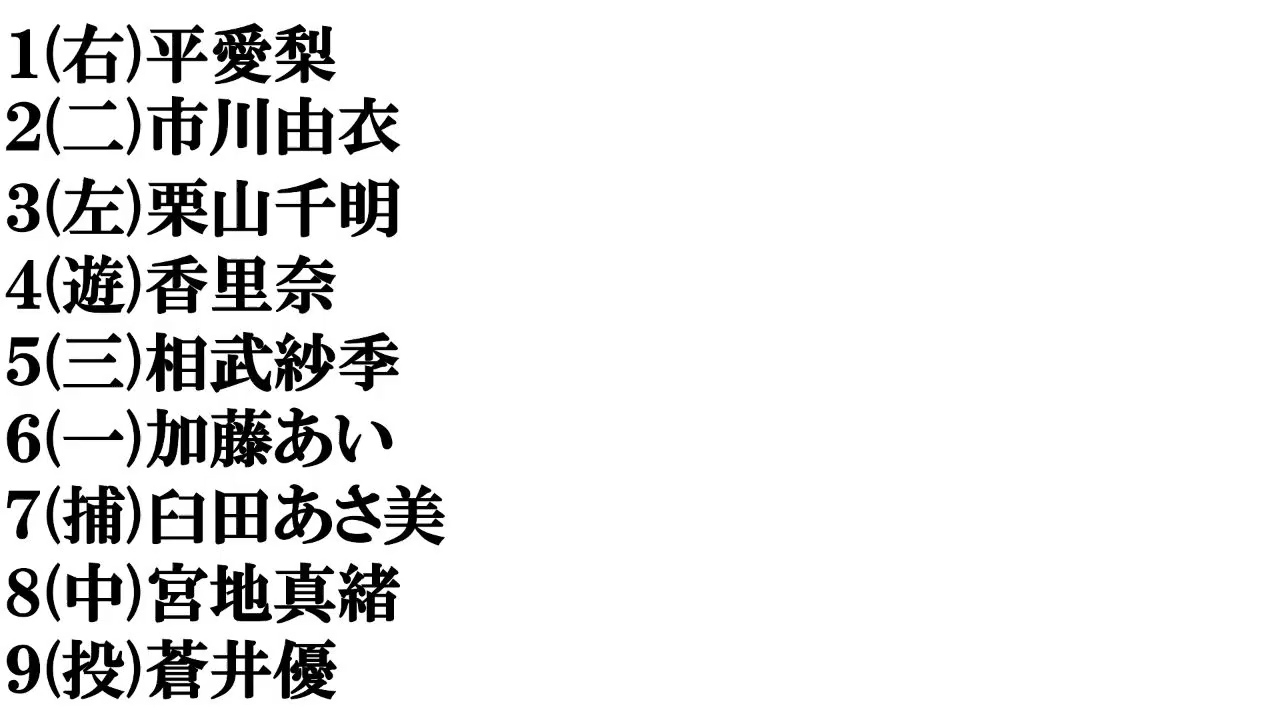 1(右)平愛梨
2(二)市川由衣
3(左)栗山千明
4(遊)香里奈
5(三)相武紗季
6(一)加藤あい
7(捕)臼田あさ美
8(中)宮地真緒
9(投)蒼井優